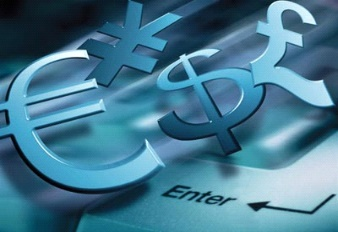 € ¥ $ £
Enter